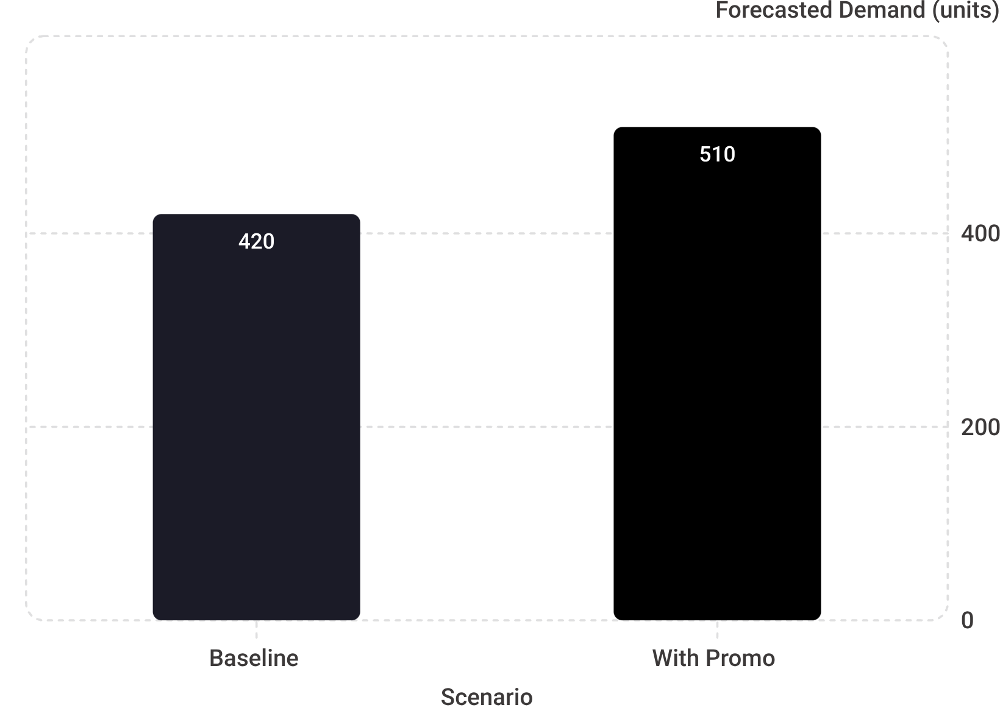 Forecasted Demand (units)
510
420
400
200
0
Baseline
With Promo
Scenario